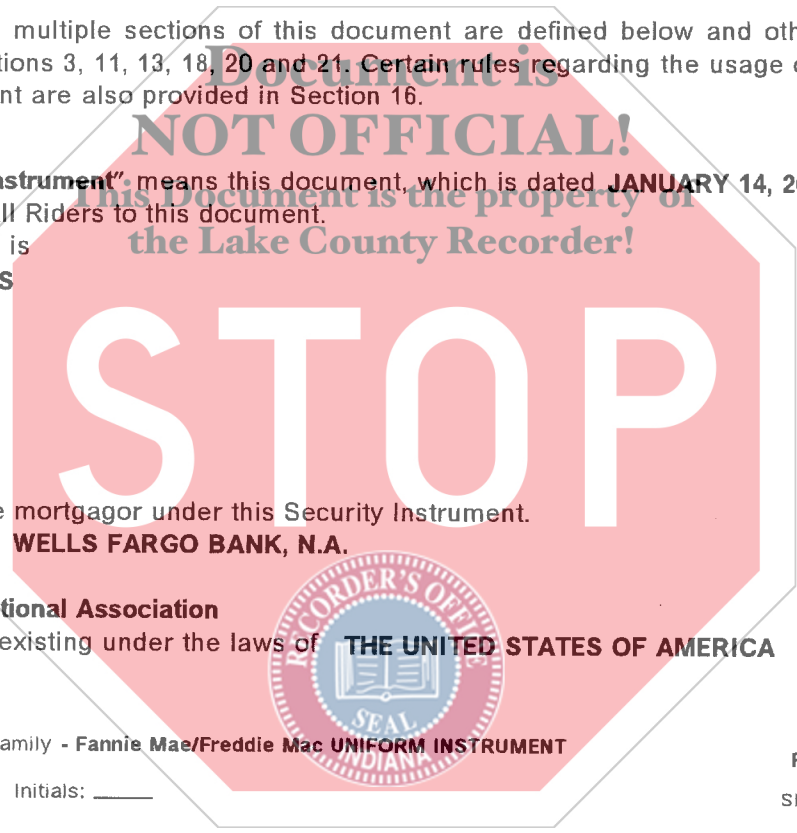 multiple sections of this document are defined below and oth
tions 3, 11, 13, 18, 20 and 21. Certain rules regarding the usage o
Document is
nt are also provided in Section 16.
NOT OFFICIAL!
nstrument" means this document, which is dated JANUARY 14, 20
This Document is the property of
ll Riders to this document.
is
the Lake County Recorder!
S
STOP
e mortgagor under this Security Instrument.
WELLS FARGO BANK, N.A.
tional Association
existing under the laws of THE UNITED STATES OF AMERICA
RECORDER'S OFFICE
SEAL
INDIANA
amily - Fannie Mae/Freddie Mac UNIFORM INSTRUMENT
Initials: